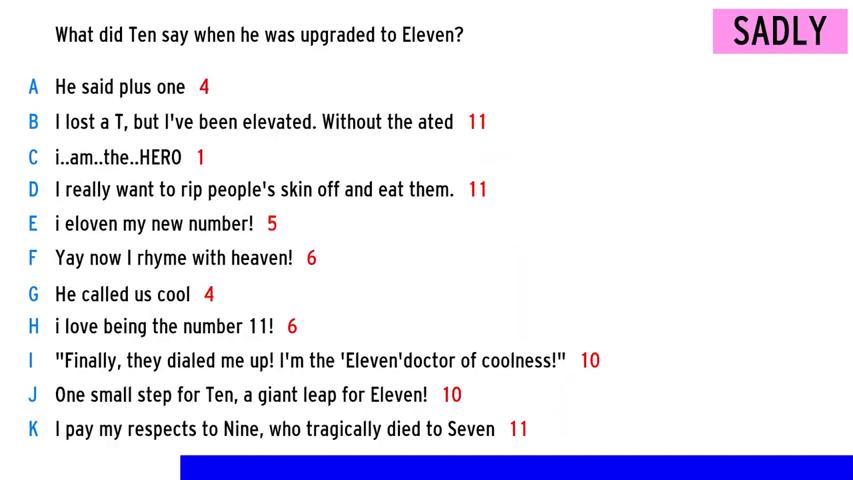 What did Ten say when he was upgraded to Eleven?
SADLY
A He said plus one 4
B I lost a T, but I've been elevated. Without the ated 11
C i..am..the..HERO 1
D I really want to rip people's skin off and eat them. 11
E i eloven my new number! 5
F Yay now I rhyme with heaven! 6
G He called us cool 4
H i love being the number 11! 6
I "Finally, they dialed me up! I'm the 'Eleven'doctor of coolness!" 10
J One small step for Ten, a giant leap for Eleven! 10
K I pay my respects to Nine, who tragically died to Seven 11